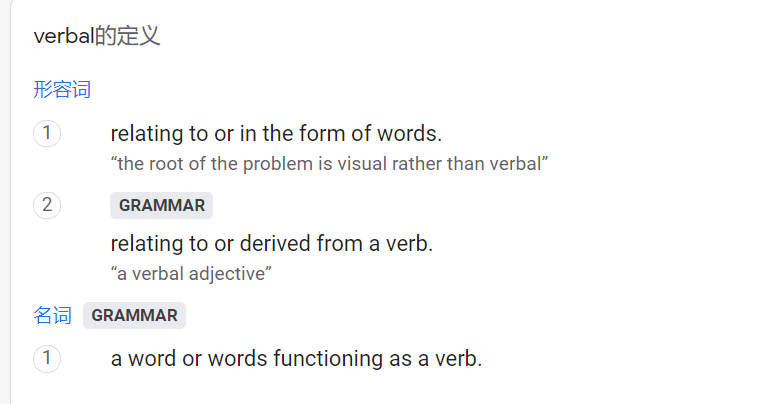 verbal的定义
形容词
1 relating to or in the form of words.
“the root of the problem is visual rather than verbal”
2 GRAMMAR
relating to or derived from a verb.
“a verbal adjective”
名词 GRAMMAR
1 a word or words functioning as a verb.